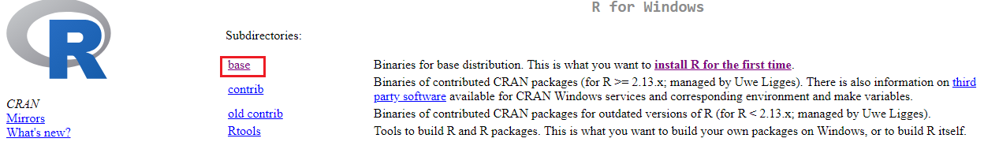 R for Windows
R
Subdirectories:
base Binaries for base distribution. This is what you want to install R for the first time.
contrib Binaries of contributed CRAN packages (for R >= 2.13.x; managed by Uwe Ligges). There is also information on third
party software available for CRAN Windows services and corresponding environment and make variables.
old contrib Binaries of contributed CRAN packages for outdated versions of R (for R < 2.13.x; managed by Uwe Ligges).
Rtools Tools to build R and R packages. This is what you want to build your own packages on Windows, or to build R itself.
CRAN
Mirrors
What's new?